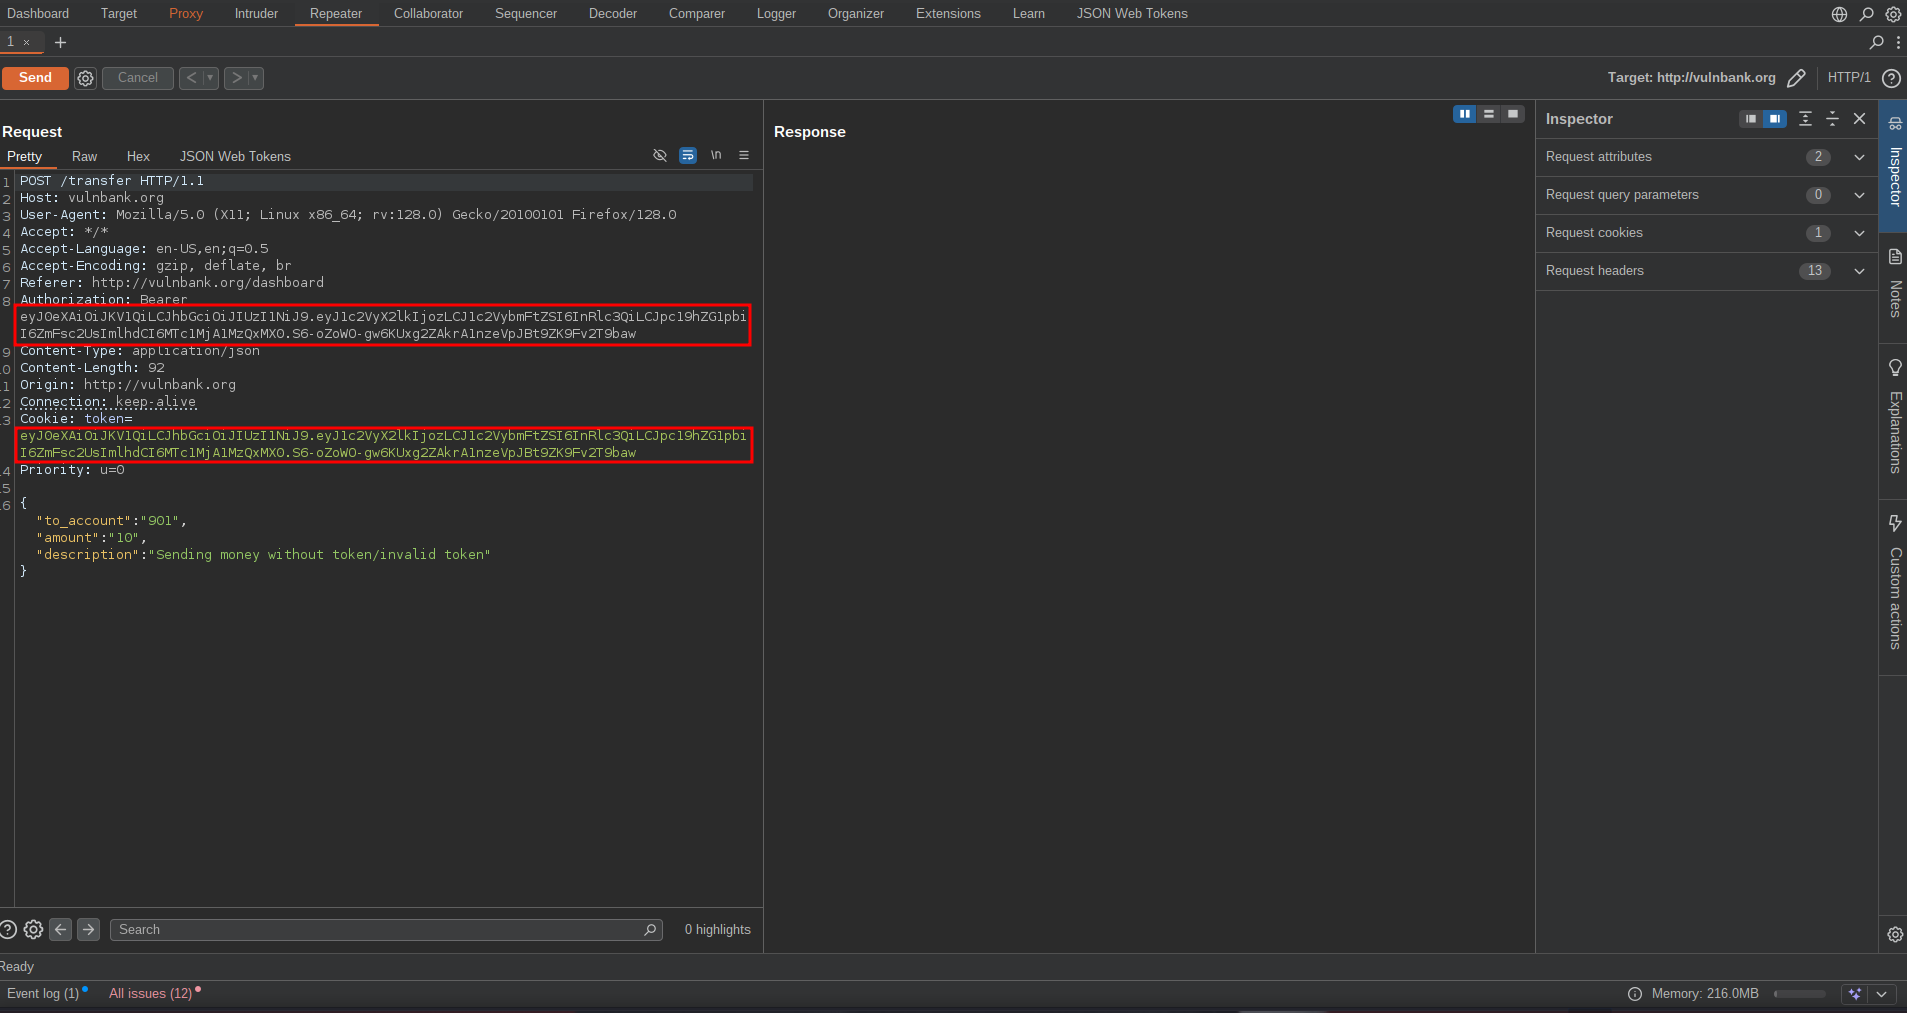 Dashboard Target Proxy Intruder Repeater Collaborator Sequencer Decoder Comparer Logger Organizer Extensions Learn JSON Web Tokens
1 × +
Send Cancel < > Target: http://vulnbank.org HTTP/1
Request
Response
Inspector
Pretty Raw Hex JSON Web Tokens \n
1 POST /transfer HTTP/1.1
2 Host: vulnbank.org
3 User-Agent: Mozilla/5.0 (X11; Linux x86_64; rv:128.0) Gecko/20100101 Firefox/128.0
4 Accept: */*
5 Accept-Language: en-US,en;q=0.5
6 Accept-Encoding: gzip, deflate, br
7 Referer: http://vulnbank.org/dashboard
8 Authorization: Bearer
eyJ0eXAiOiJKV1QiLCJhbGciOiJIUzI1NiJ9.eyJ1c2VyX2lkIjozLCJ1c2VybmFtZSI6InRlc3QiLCJpc19hZG1pbi
I6ZmFsc2UsImlhdCI6MTc1MjA1MzQxMX0.S6-oZoWO-gw6KUxg2ZAkrA1nzeVpJBt9ZK9Fv2T9baw
9 Content-Type: application/json
0 Content-Length: 92
1 Origin: http://vulnbank.org
2 Connection: keep-alive
3 Cookie: token=
eyJ0eXAiOiJKV1QiLCJhbGciOiJIUzI1NiJ9.eyJ1c2VyX2lkIjozLCJ1c2VybmFtZSI6InRlc3QiLCJpc19hZG1pbi
I6ZmFsc2UsImlhdCI6MTc1MjA1MzQxMX0.S6-oZoWO-gw6KUxg2ZAkrA1nzeVpJBt9ZK9Fv2T9baw
4 Priority: u=0
5
6 {
"to_account":"901",
"amount":"10",
"description":"Sending money without token/invalid token"
}
Request attributes 2
Request query parameters 0
Request cookies 1
Request headers 13
Inspector
Notes
Explanations
Custom actions
Search 0 highlights
Ready
Event log (1) All issues (12) Memory: 216.0MB